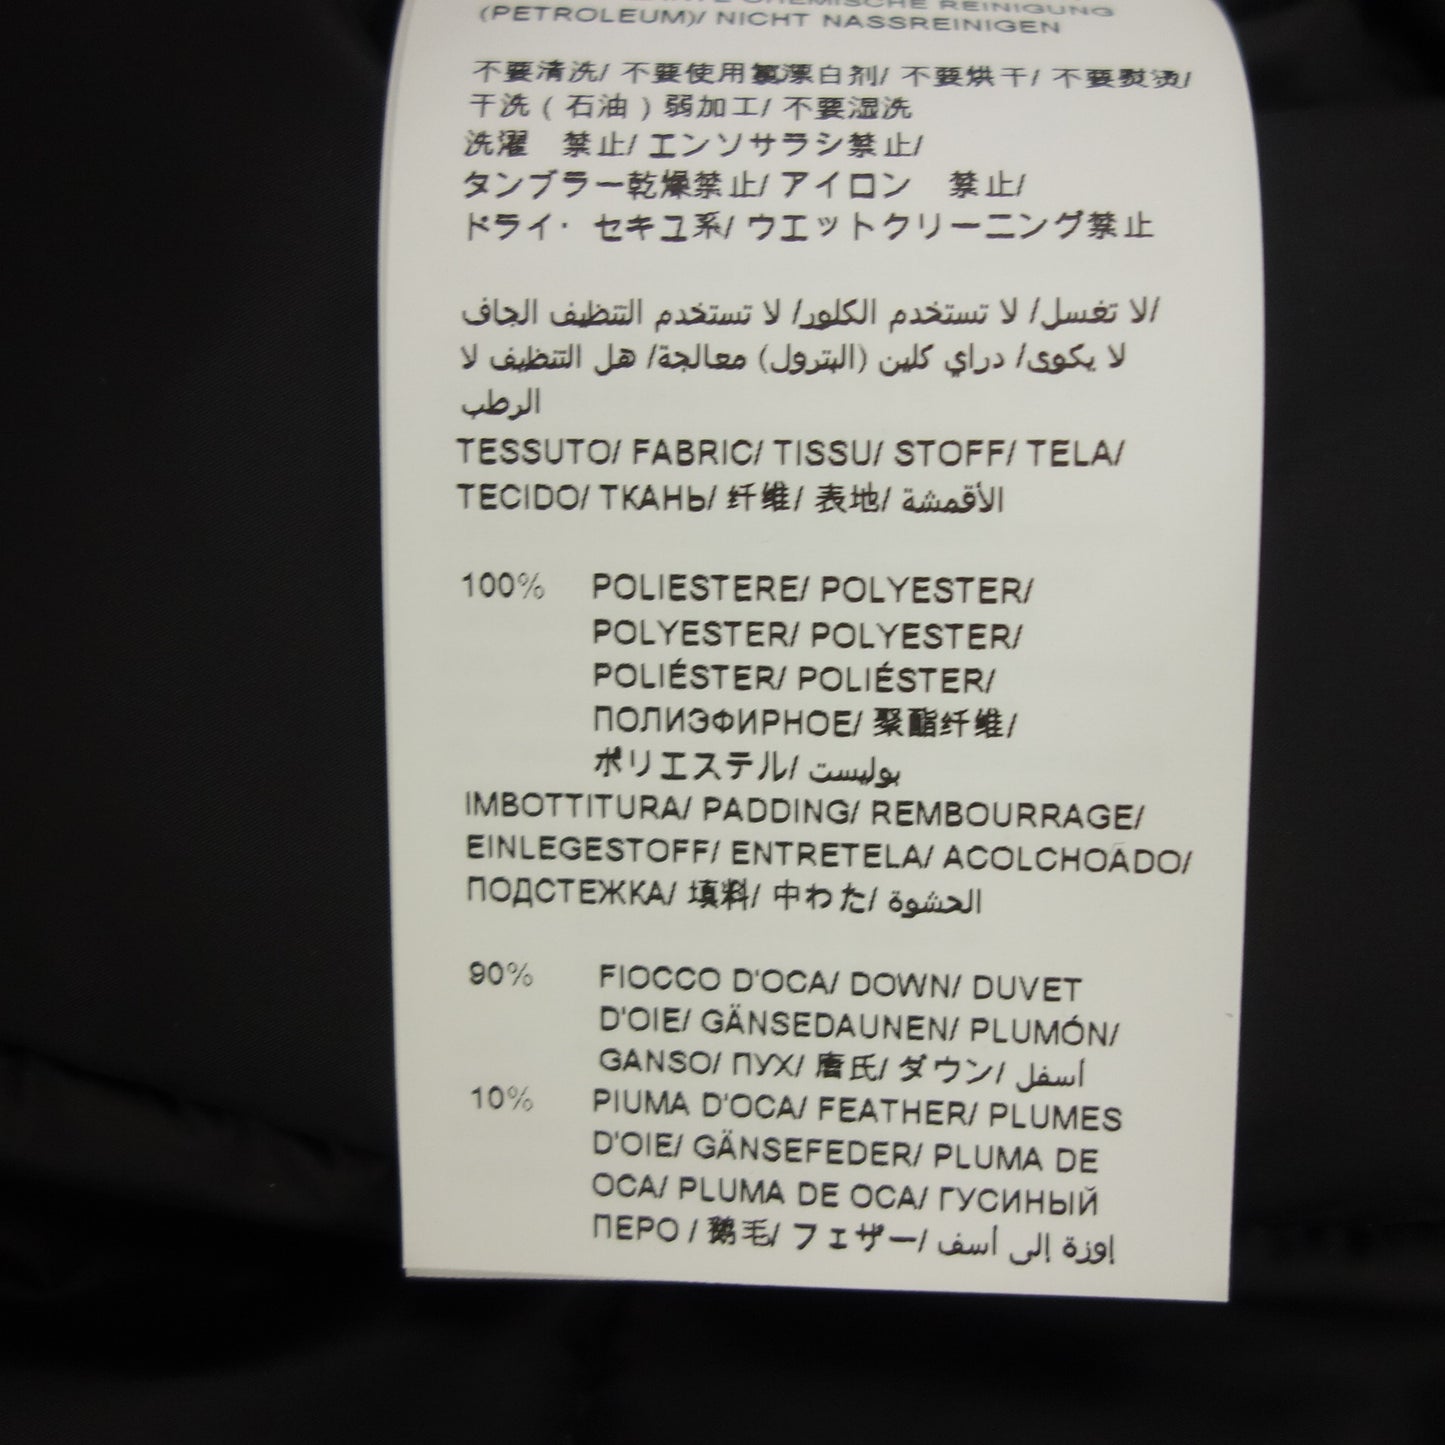 CHEMISCHE REINIGUNG
(PETROLEUM)/ NICHT NASSREINIGEN
不要清洗/ 不要使用氯漂白剂/ 不要烘干/ 不要熨烫/
干洗 ( 石油 ) 弱加工/ 不要湿洗
洗濯 禁止/ エンソサラシ禁止/
タンブラー乾燥禁止/ アイロン 禁止/
ドライ· セキユ系/ ウエットクリーニング禁止
لا تغسل/ لا تستخدم الكلور/ لا تستخدم التنظيف الجاف/
لا يكوى/ دراي كلين (البترول) معالجة/ هل التنظيف لا
الرطب
TESSUTO/ FABRIC/ TISSU/ STOFF/ TELA/
TECIDO/ ТКАНЬ/ 纤维/ 表地/ الأقمشة
100% POLIESTERE/ POLYESTER/
POLYESTER/ POLYESTER/
POLIÉSTER/ POLIÉSTER/
ПОЛИЭФИРНОЕ/ 聚酯纤维/
ポリエステル/ بوليست
IMBOTTITURA/ PADDING/ REMBOURRAGE/
EINLEGESTOFF/ ENTRETELA/ ACOLCHOÃDO/
ПОДСТЕЖКА/ 填料/ 中わた/ الحشوة
90% FIOCCO D'OCA/ DOWN/ DUVET
D'OIE/ GÄNSEDAUNEN/ PLUMÓN/
GANSO/ ПУХ/ 唐氏/ ダウン/ أسفل
10% PIUMA D'OCA/ FEATHER/ PLUMES
D'OIE/ GÄNSEFEDER/ PLUMA DE
OCA/ PLUMA DE OCA/ ГУСИНЫЙ
ПЕРО / 鹅毛/ フェザー/ إوزة إلى أسف